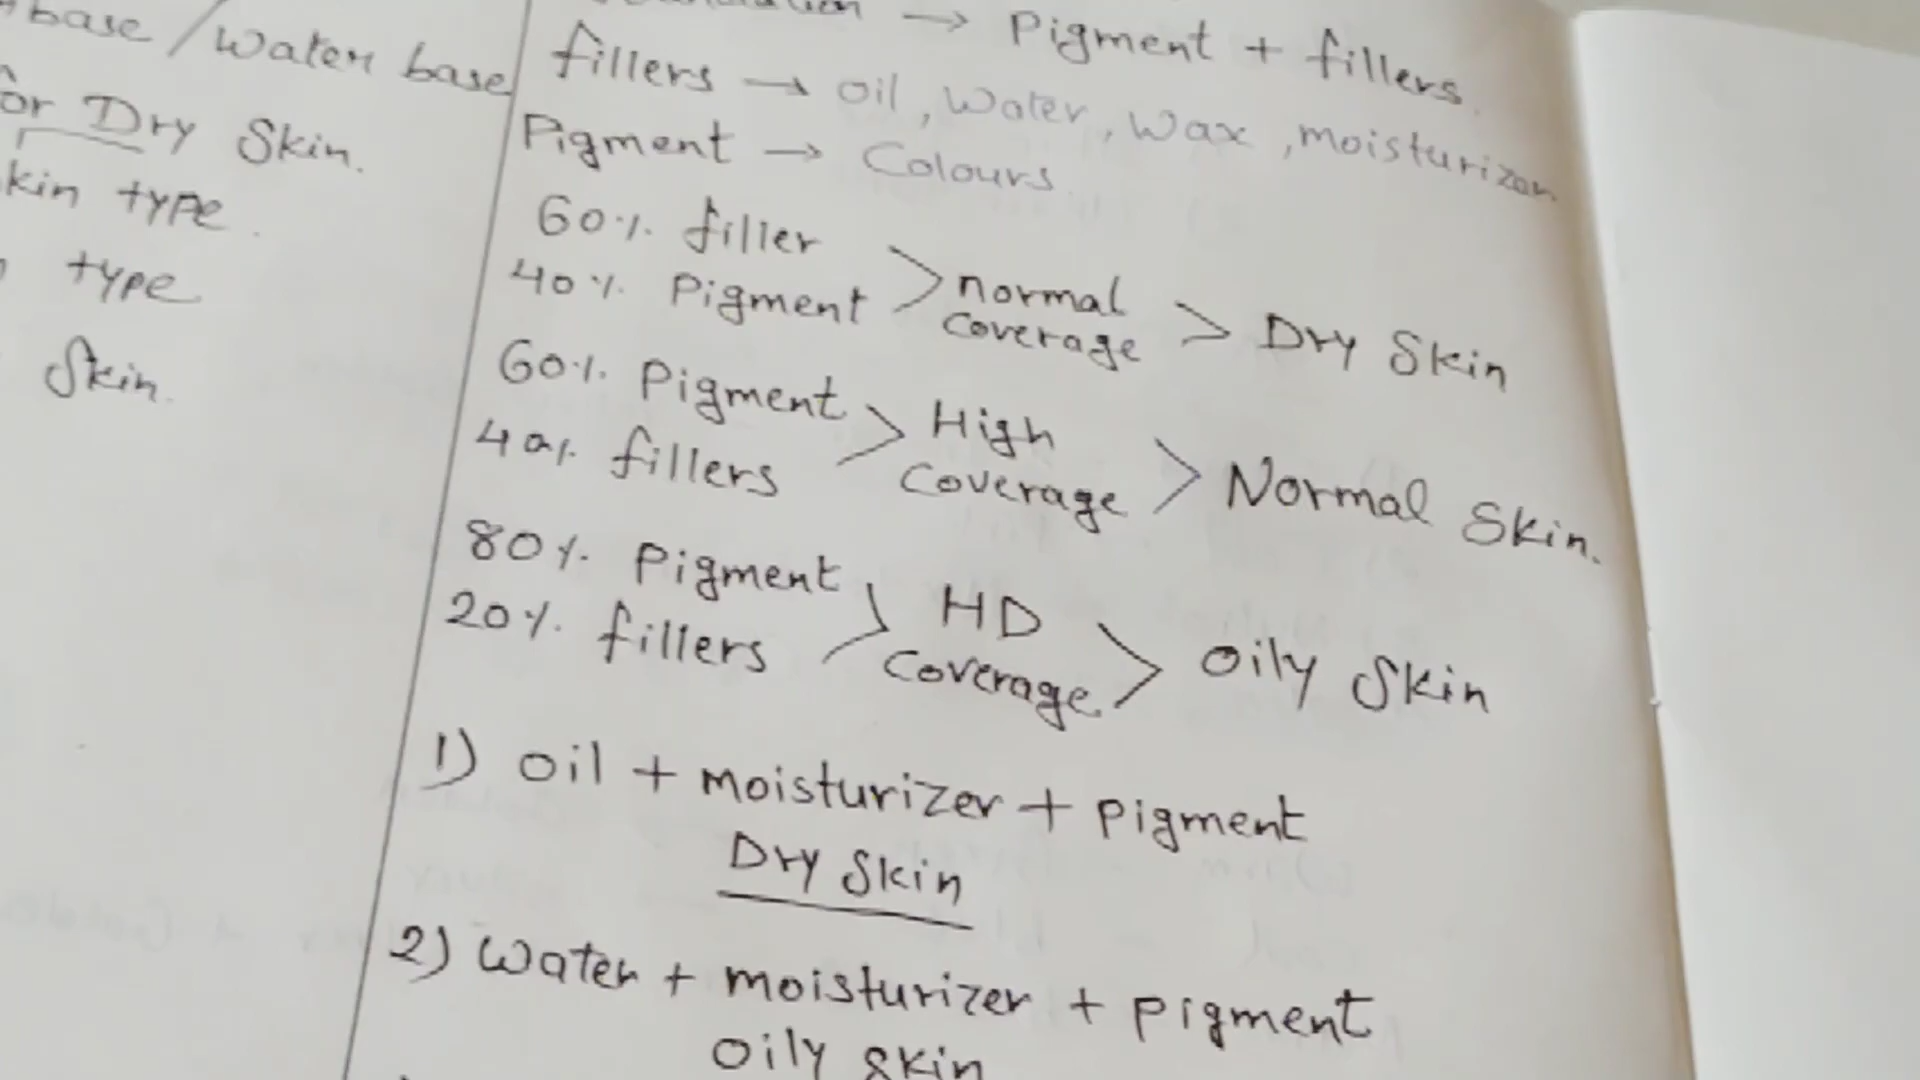 base / water base
for Dry Skin.
skin type.
type
Skin.
→ Pigment + fillers.
fillers → oil, water, wax, moisturizer
Pigment → Colours
60% filler
40% Pigment > normal coverage > Dry Skin
60% Pigment
40% fillers > High Coverage > Normal Skin.
80% Pigment
20% fillers > HD Coverage > oily skin
1) oil + moisturizer + pigment
Dry Skin
2) water + moisturizer + pigment
oily skin